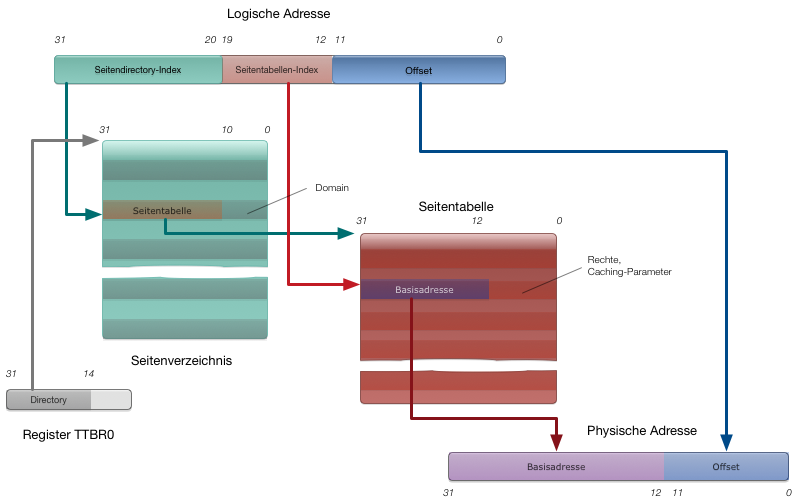 Logische Adresse
31 20 19 12 11 0
Seitendirectory-Index Seitentabellen-Index Offset
31 10 0
Seitentabelle
Domain
Seitentabelle
31 12 0
Rechte,
Caching-Parameter
Basisadresse
Seitenverzeichnis
31 14
Directory
Register TTBR0
Physische Adresse
Basisadresse Offset
31 12 11 0